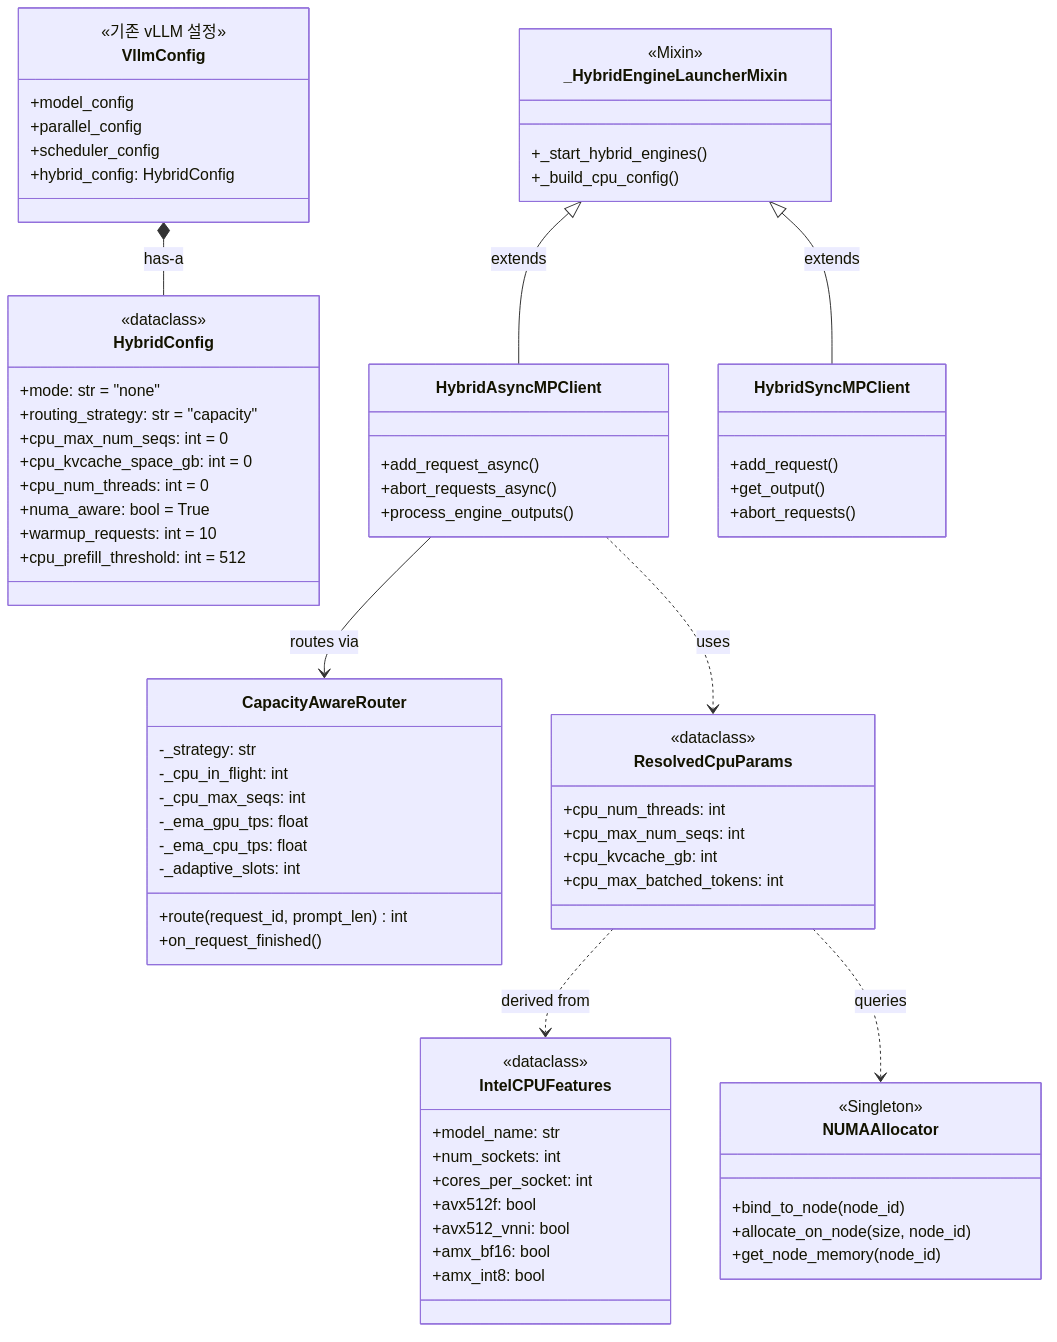 «기존 vLLM 설정»
VllmConfig
+model_config
+parallel_config
+scheduler_config
+hybrid_config: HybridConfig
«Mixin»
_HybridEngineLauncherMixin
+_start_hybrid_engines()
+_build_cpu_config()
has-a
extends
extends
«dataclass»
HybridConfig
+mode: str = "none"
+routing_strategy: str = "capacity"
+cpu_max_num_seqs: int = 0
+cpu_kvcache_space_gb: int = 0
+cpu_num_threads: int = 0
+numa_aware: bool = True
+warmup_requests: int = 10
+cpu_prefill_threshold: int = 512
HybridAsyncMPClient
+add_request_async()
+abort_requests_async()
+process_engine_outputs()
HybridSyncMPClient
+add_request()
+get_output()
+abort_requests()
routes via
uses
CapacityAwareRouter
-_strategy: str
-_cpu_in_flight: int
-_cpu_max_seqs: int
-_ema_gpu_tps: float
-_ema_cpu_tps: float
-_adaptive_slots: int
+route(request_id, prompt_len) : int
+on_request_finished()
«dataclass»
ResolvedCpuParams
+cpu_num_threads: int
+cpu_max_num_seqs: int
+cpu_kvcache_gb: int
+cpu_max_batched_tokens: int
derived from
queries
«dataclass»
IntelCPUFeatures
+model_name: str
+num_sockets: int
+cores_per_socket: int
+avx512f: bool
+avx512_vnni: bool
+amx_bf16: bool
+amx_int8: bool
«Singleton»
NUMAAllocator
+bind_to_node(node_id)
+allocate_on_node(size, node_id)
+get_node_memory(node_id)